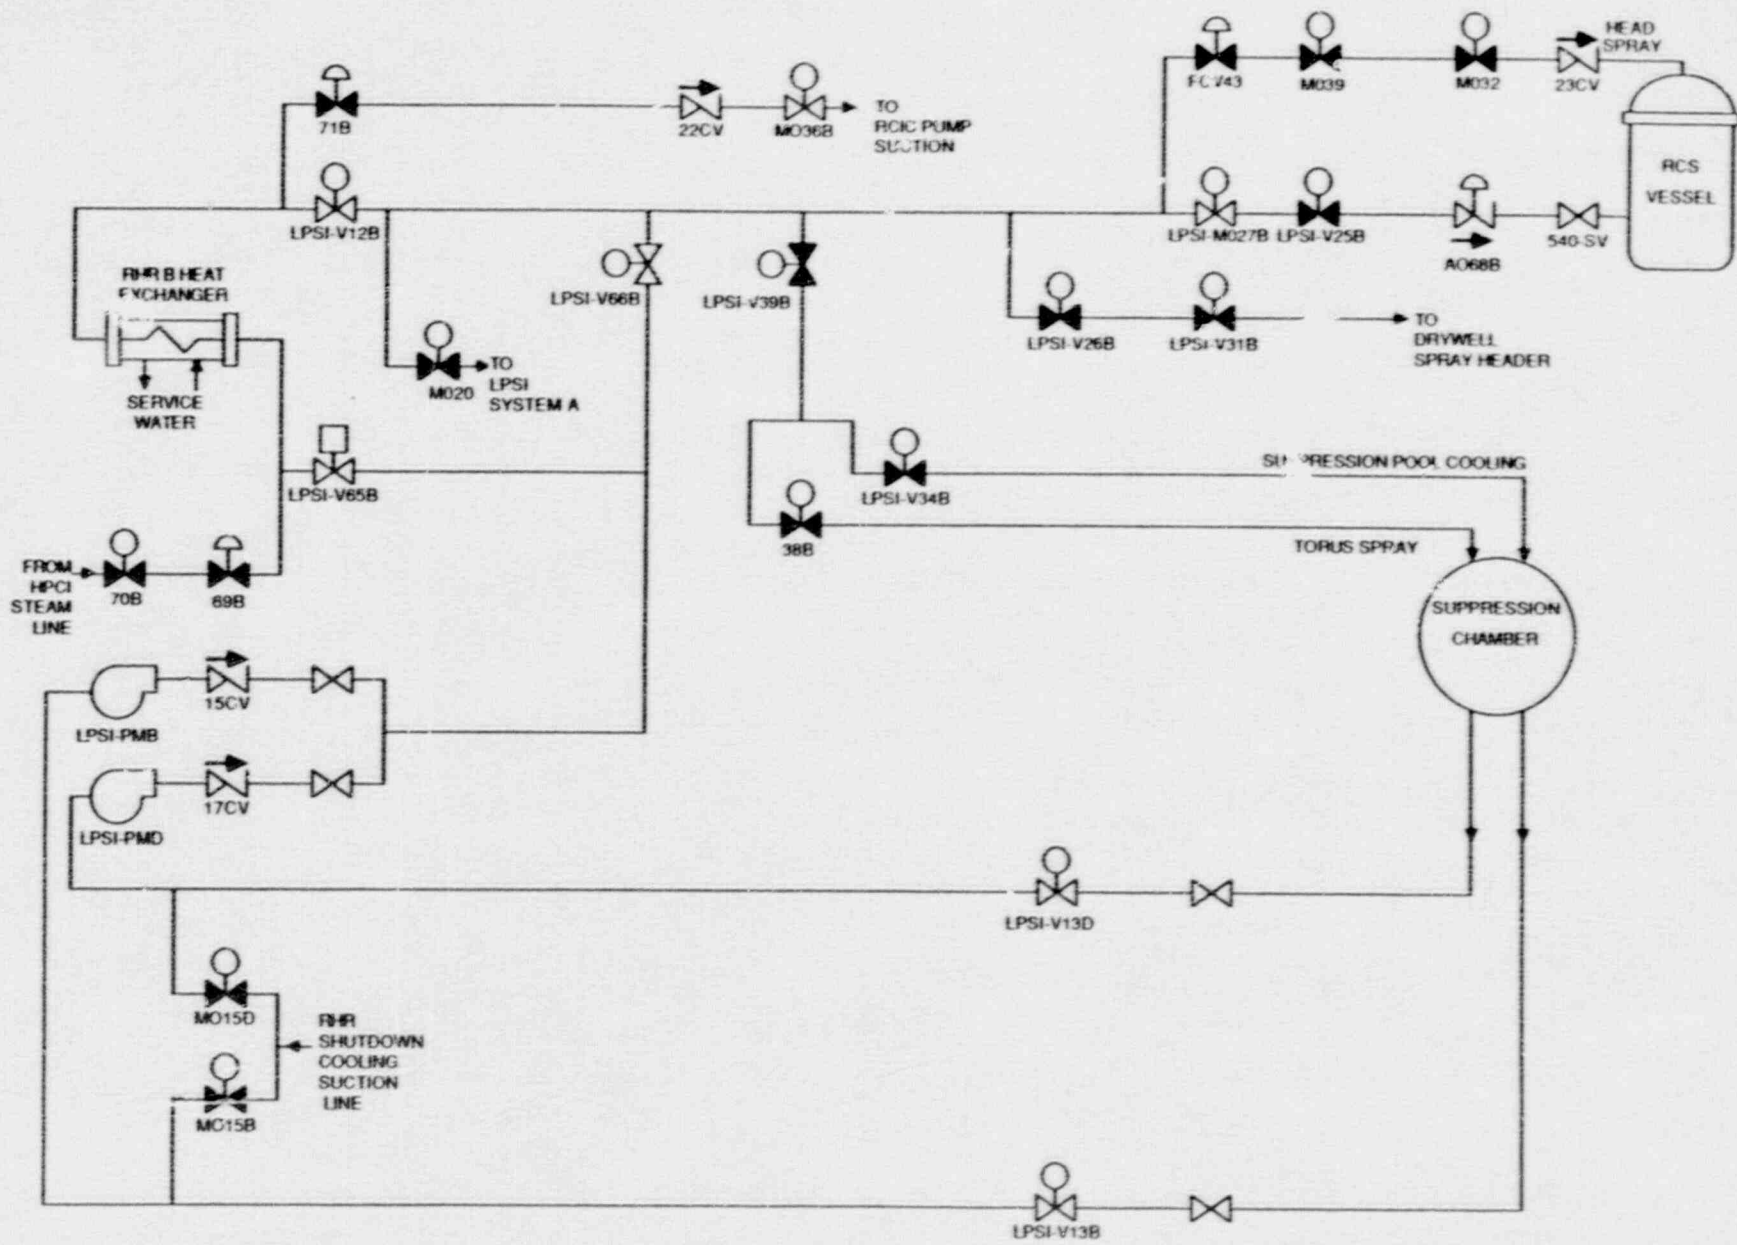 HEAD
SPRAY
FCV43
M039
M032
23CV
71B
22CV
MO36B
TO
RCIC PUMP
SUCTION
RCS
VESSEL
LPSI-V12B
LPSI-M027B
LPSI-V25B
AO68B
540-SV
RHR B HEAT
EXCHANGER
LPSI-V66B
LPSI-V39B
LPSI-V26B
LPSI-V31B
TO
DRYWELL
SPRAY HEADER
M020
TO
LPSI
SYSTEM A
SERVICE
WATER
LPSI-V65B
LPSI-V34B
SUPPRESSION POOL COOLING
38B
TORUS SPRAY
FROM
HPCI
STEAM
LINE
70B
69B
SUPPRESSION
CHAMBER
LPSI-PMB
15CV
LPSI-PMD
17CV
LPSI-V13D
MO15D
RHR
SHUTDOWN
COOLING
SUCTION
LINE
MO15B
LPSI-V13B